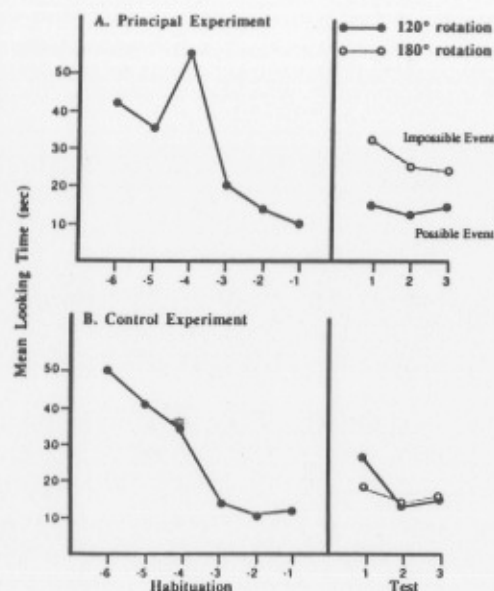 A. Principal Experiment
120° rotation
180° rotation
50
40
30
20
10
Impossible Event
Possible Event
-6 -5 -4 -3 -2 -1
1 2 3
Mean Looking Time (sec)
B. Control Experiment
50
40
30
20
10
-6 -5 -4 -3 -2 -1
1 2 3
Habituation
Test